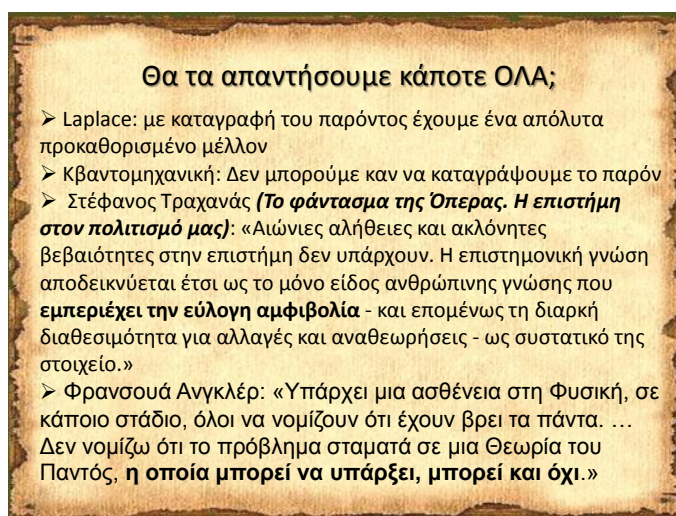 Θα τα απαντήσουμε κάποτε ΟΛΑ;
➢ Laplace: με καταγραφή του παρόντος έχουμε ένα απόλυτα
προκαθορισμένο μέλλον
➢ Κβαντομηχανική: Δεν μπορούμε καν να καταγράψουμε το παρόν
➢ Στέφανος Τραχανάς (Το φάντασμα της Όπερας. Η επιστήμη
στον πολιτισμό μας): «Αιώνιες αλήθειες και ακλόνητες
βεβαιότητες στην επιστήμη δεν υπάρχουν. Η επιστημονική γνώση
αποδεικνύεται έτσι ως το μόνο είδος ανθρώπινης γνώσης που
εμπεριέχει την εύλογη αμφιβολία - και επομένως τη διαρκή
διαθεσιμότητα για αλλαγές και αναθεωρήσεις - ως συστατικό της
στοιχείο.»
➢ Φρανσουά Ανγκλέρ: «Υπάρχει μια ασθένεια στη Φυσική, σε
κάποιο στάδιο, όλοι να νομίζουν ότι έχουν βρει τα πάντα. …
Δεν νομίζω ότι το πρόβλημα σταματά σε μια Θεωρία του
Παντός, η οποία μπορεί να υπάρξει, μπορεί και όχι.»